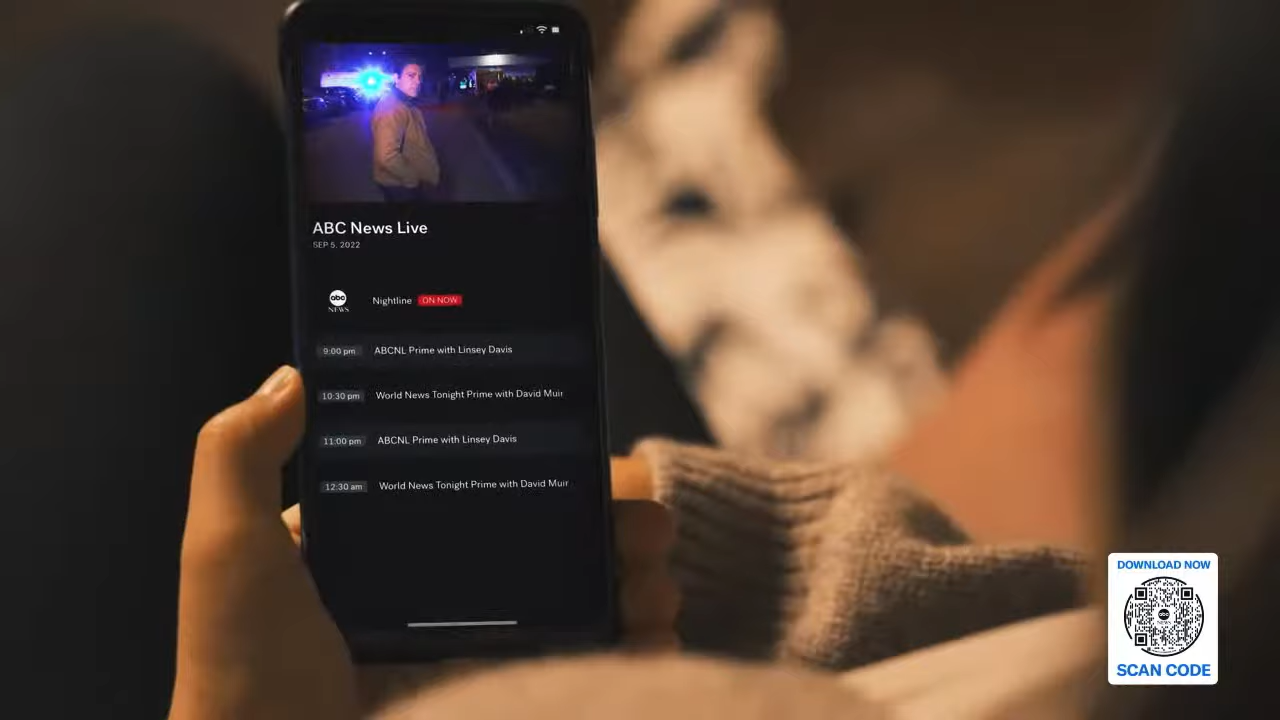 ABC News Live
SEP 5, 2022
abc
NEWS
Nightline ON NOW
9:00 pm ABCNL Prime with Linsey Davis
10:30 pm World News Tonight Prime with David Muir
11:00 pm ABCNL Prime with Linsey Davis
12:30 am World News Tonight Prime with David Muir
DOWNLOAD NOW
abc
NEWS
SCAN CODE